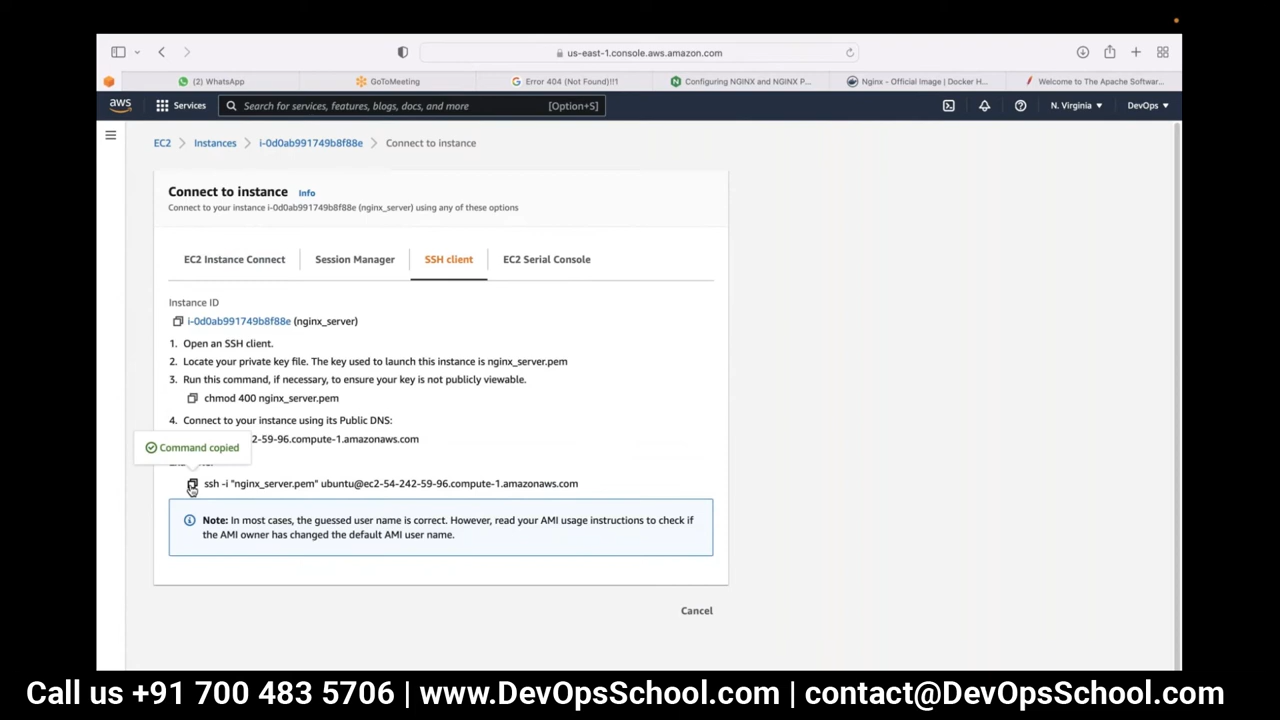 us-east-1.console.aws.amazon.com
(2) WhatsApp
GoToMeeting
Error 404 (Not Found)!!1
Configuring NGINX and NGINX P...
Nginx - Official Image | Docker H...
Welcome to The Apache Softwar...
aws
Services
Search for services, features, blogs, docs, and more
[Option+S]
N. Virginia
DevOps
EC2
Instances
i-0d0ab991749b8f88e
Connect to instance
Connect to instance Info
Connect to your instance i-0d0ab991749b8f88e (nginx_server) using any of these options
EC2 Instance Connect
Session Manager
SSH client
EC2 Serial Console
Instance ID
i-0d0ab991749b8f88e (nginx_server)
1. Open an SSH client.
2. Locate your private key file. The key used to launch this instance is nginx_server.pem
3. Run this command, if necessary, to ensure your key is not publicly viewable.
chmod 400 nginx_server.pem
4. Connect to your instance using its Public DNS:
2-59-96.compute-1.amazonaws.com
Command copied
ssh -i "nginx_server.pem" ubuntu@ec2-54-242-59-96.compute-1.amazonaws.com
Note: In most cases, the guessed user name is correct. However, read your AMI usage instructions to check if
the AMI owner has changed the default AMI user name.
Cancel
Call us +91 700 483 5706 | www.DevOpsSchool.com | contact@DevOpsSchool.com